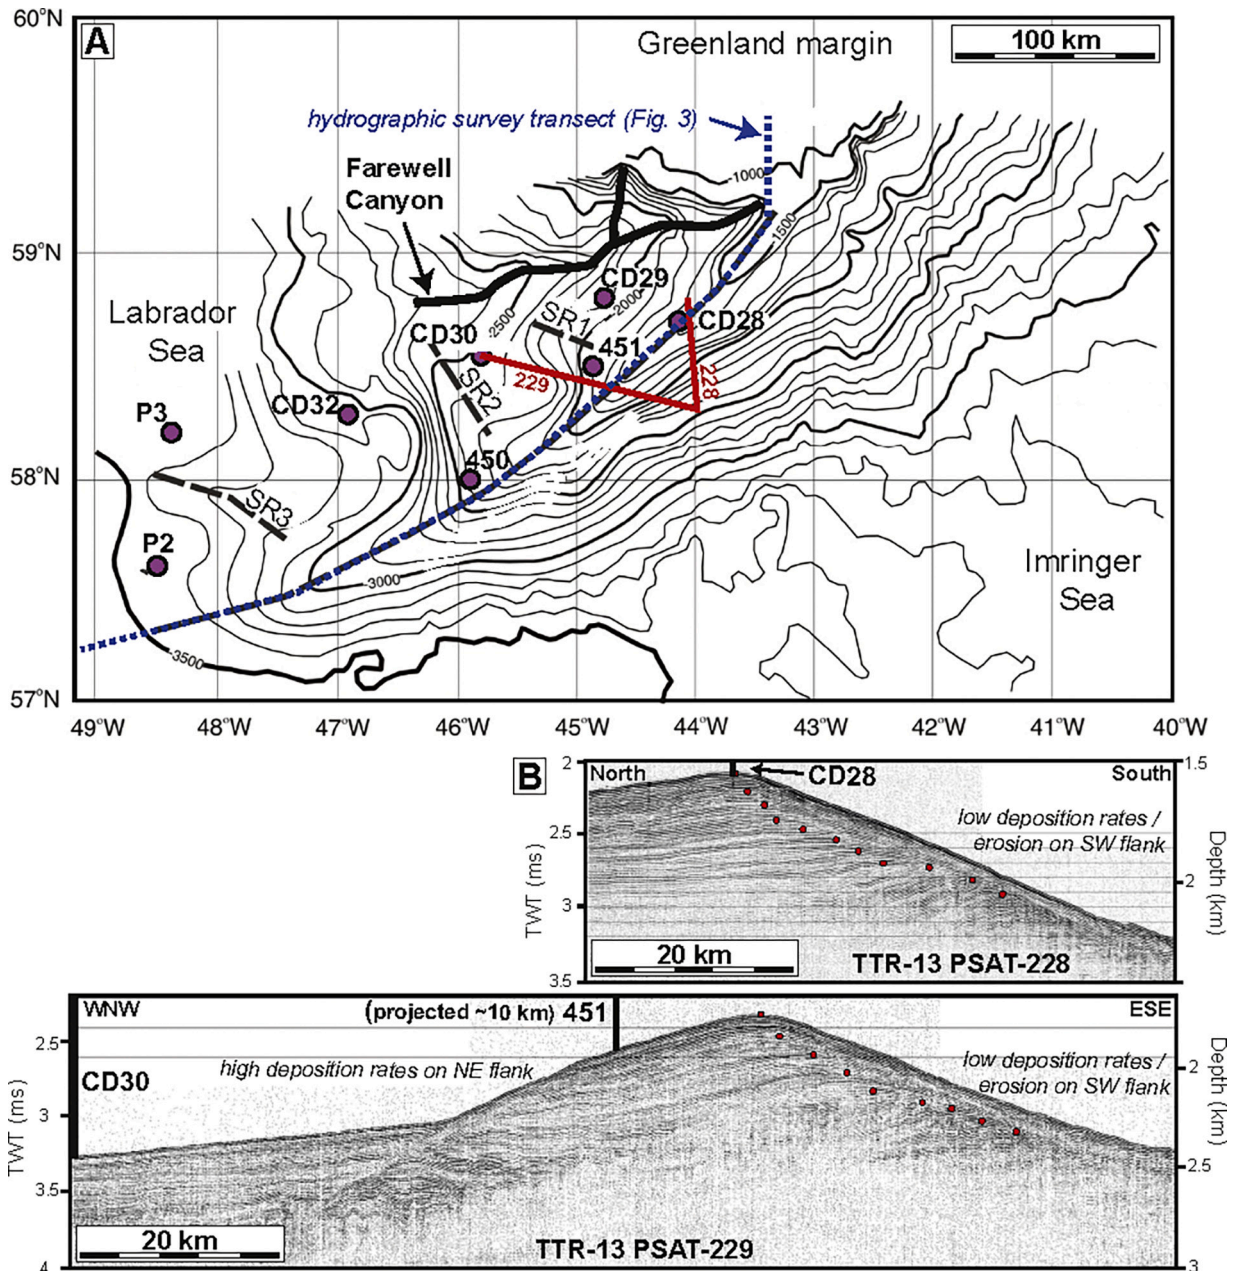 60°N
A
Greenland margin
100 km
hydrographic survey transect (Fig. 3)
Farewell
Canyon
-1000
1500
59°N
CD29
-2000
-2500
Labrador
Sea
SR1
CD28
CD30
451
229
228
SR2
P3
CD32
450
58°N
SR3
P2
Imringer
Sea
-3000
-3500
57°N
49°W 48°W 47°W 46°W 45°W 44°W 43°W 42°W 41°W 40°W
B
2
North
CD28
South
1.5
low deposition rates /
erosion on SW flank
2.5
TWT (ms)
Depth (km)
2
3
20 km
TTR-13 PSAT-228
3.5
WNW
(projected ~10 km) 451
ESE
2.5
high deposition rates on NE flank
low deposition rates /
erosion on SW flank
2
CD30
TWT (ms)
Depth (km)
3
2.5
3.5
20 km
TTR-13 PSAT-229
4
3